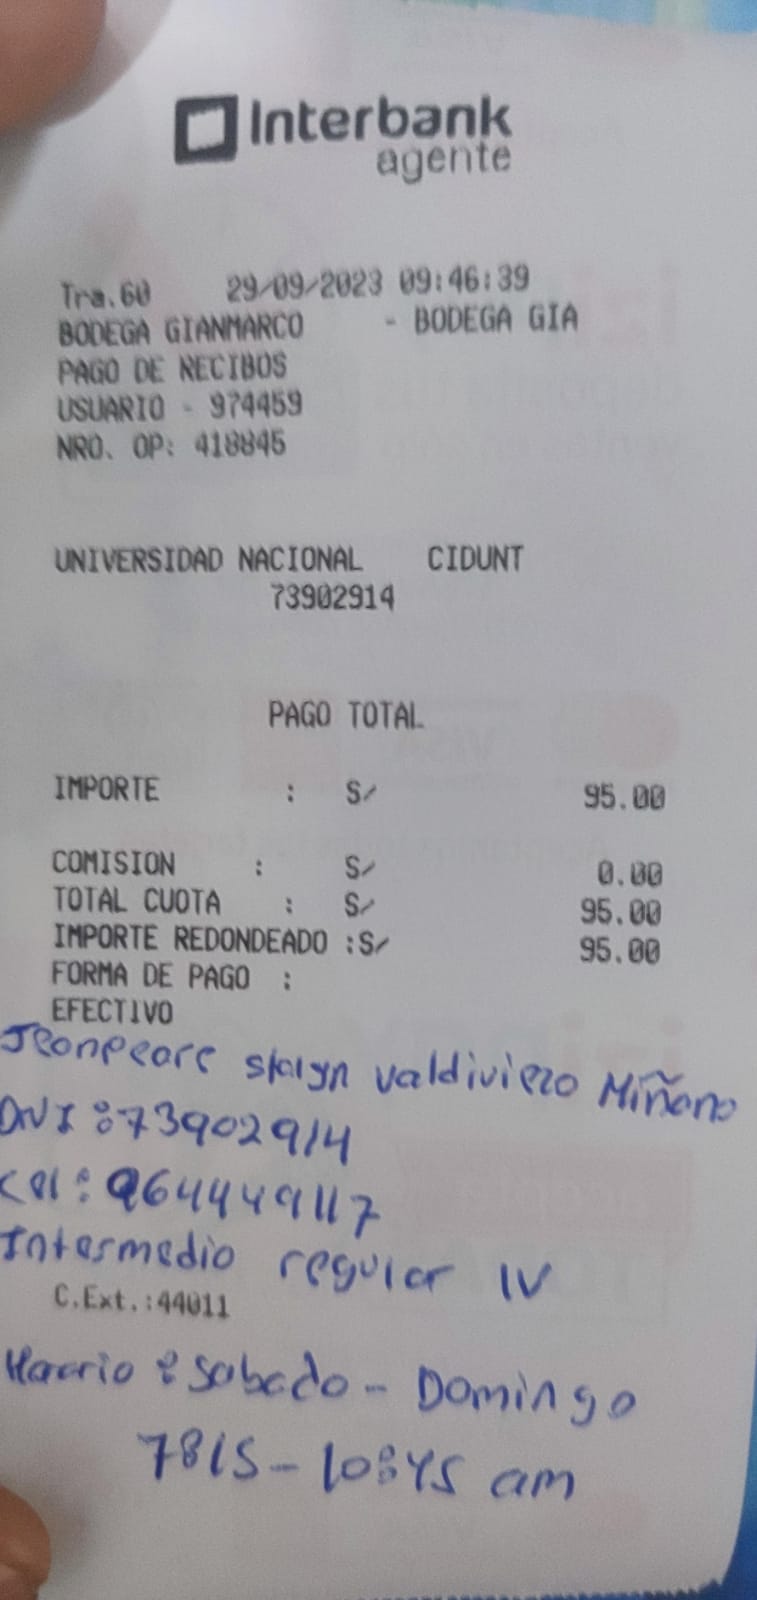 Interbank
agente
Tra.60 29/09/2023 09:46:39
BODEGA GIANMARCO - BODEGA GIA
PAGO DE RECIBOS
USUARIO - 974459
NRO. OP: 418845
UNIVERSIDAD NACIONAL CIDUNT
73902914
PAGO TOTAL
IMPORTE : S/ 95.00
COMISION : S/ 0.00
TOTAL CUOTA : S/ 95.00
IMPORTE REDONDEADO :S/ 95.00
FORMA DE PAGO :
EFECTIVO
Jeanpeare stalyn valdiviezo Miñano
DNI:73902914
cel: 964449117
Intermedio regular IV
C.Ext.:44011
Horario: sabado - Domingo
7:15 - 10:45 am